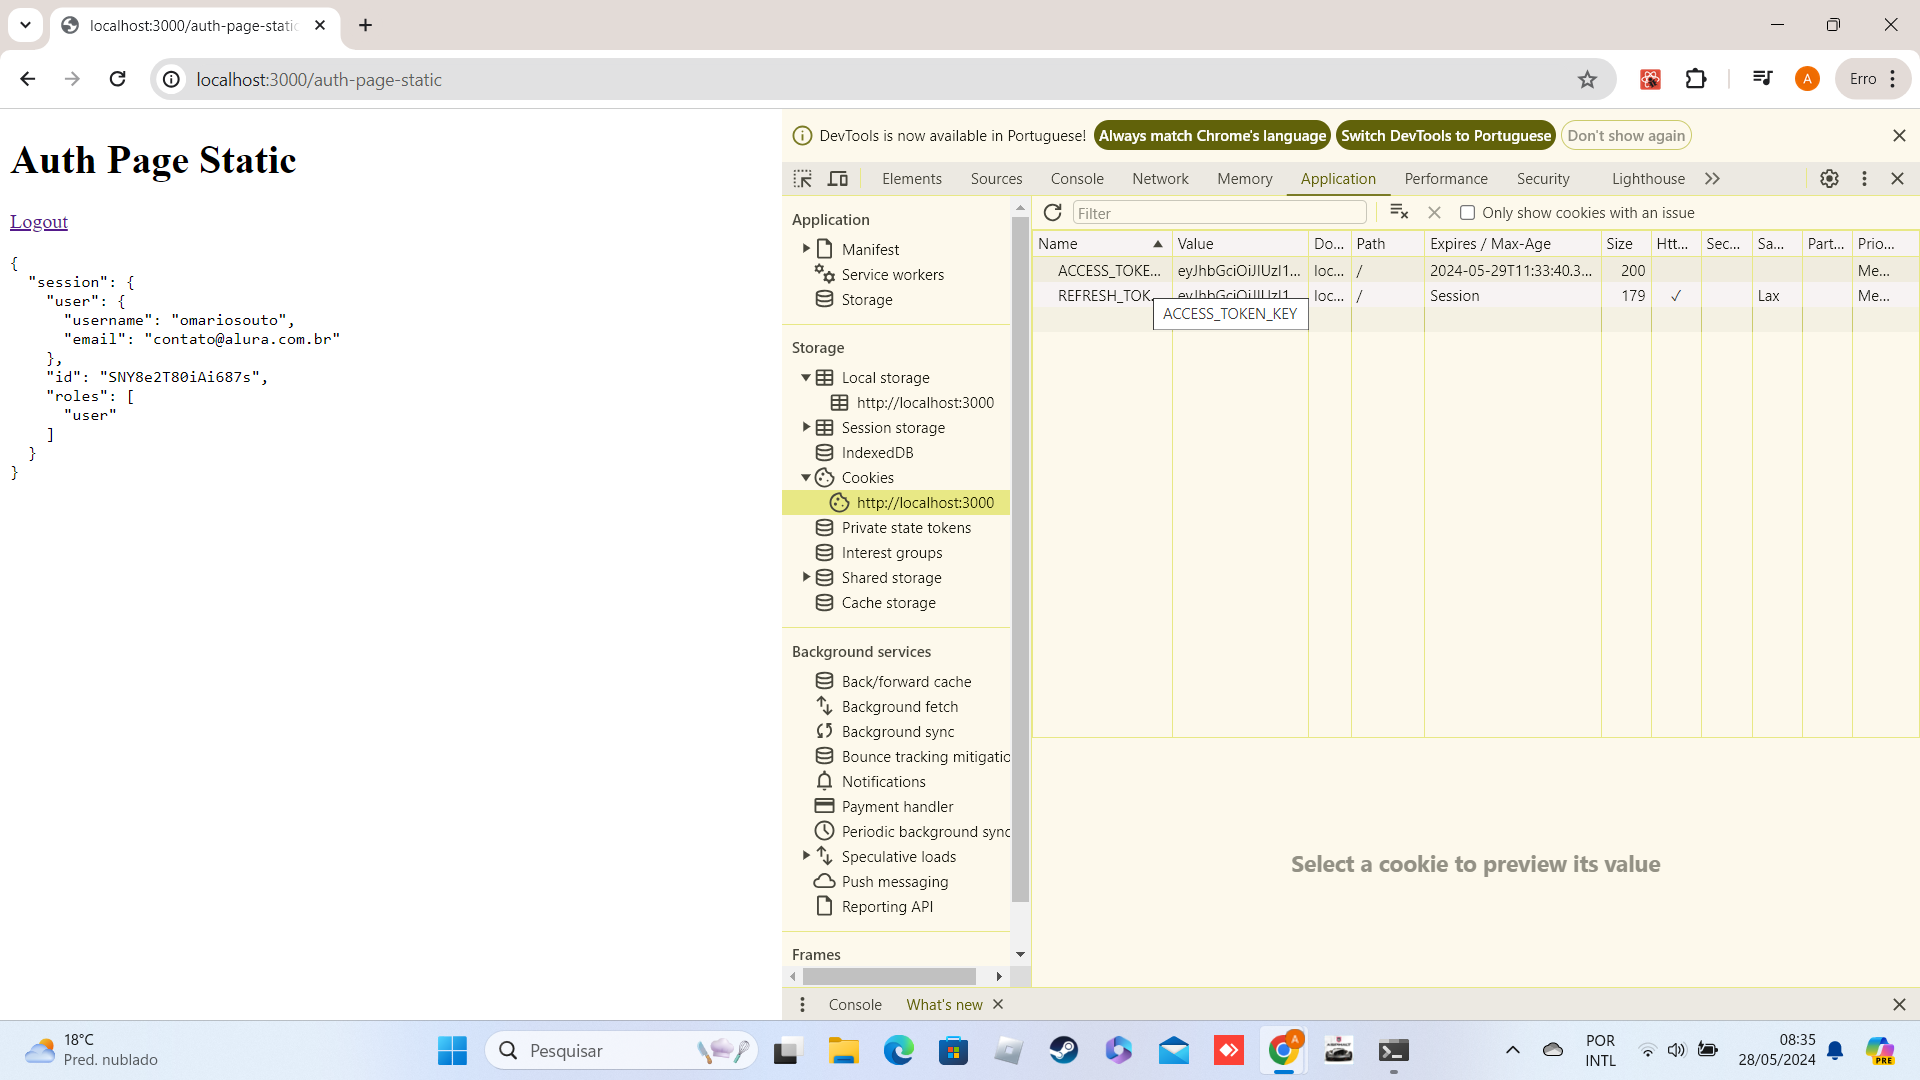 localhost:3000/auth-page-static
localhost:3000/auth-page-static
A
Erro
Auth Page Static
Logout
{
  "session": {
    "user": {
      "username": "omariosouto",
      "email": "contato@alura.com.br"
    },
    "id": "SNY8e2T80iAi687s",
    "roles": [
      "user"
    ]
  }
}
DevTools is now available in Portuguese! Always match Chrome's language Switch DevTools to Portuguese Don't show again
Elements Sources Console Network Memory Application Performance Security Lighthouse
Application
Manifest
Service workers
Storage
Storage
Local storage
http://localhost:3000
Session storage
IndexedDB
Cookies
http://localhost:3000
Private state tokens
Interest groups
Shared storage
Cache storage
Background services
Back/forward cache
Background fetch
Background sync
Bounce tracking mitigatio
Notifications
Payment handler
Periodic background sync
Speculative loads
Push messaging
Reporting API
Frames
Filter Only show cookies with an issue
Name Value Do... Path Expires / Max-Age Size Htt... Sec... Sa... Part... Prio...
ACCESS_TOKE... eyJhbGciOiJIUzI1... loc... / 2024-05-29T11:33:40.3... 200 Me...
REFRESH_TOK... eyJhbGciOiJIUzI1... loc... / Session 179 ✓ Lax Me...
ACCESS_TOKEN_KEY
Select a cookie to preview its value
Console What's new
18°C
Pred. nublado
Pesquisar
A
POR
INTL
08:35
28/05/2024
PRE